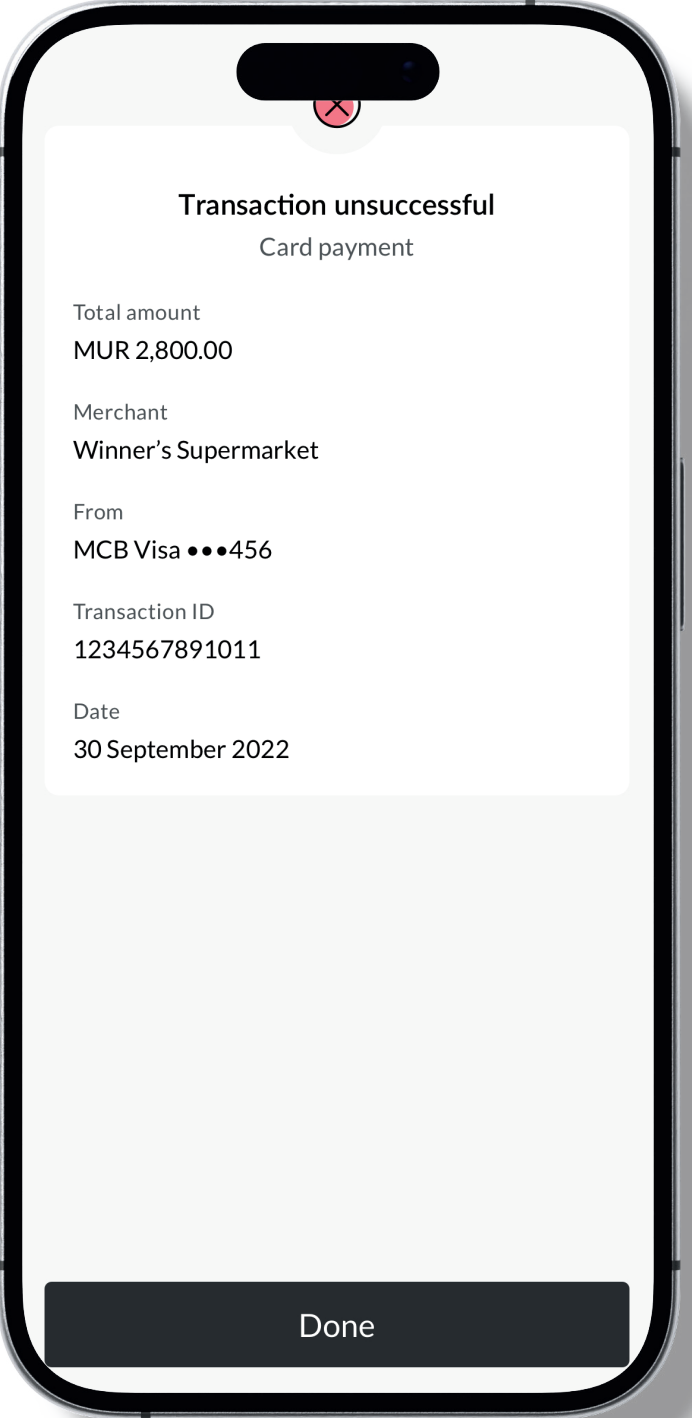 Transaction unsuccessful
Card payment
Total amount
MUR 2,800.00
Merchant
Winner’s Supermarket
From
MCB Visa •••456
Transaction ID
1234567891011
Date
30 September 2022
Done